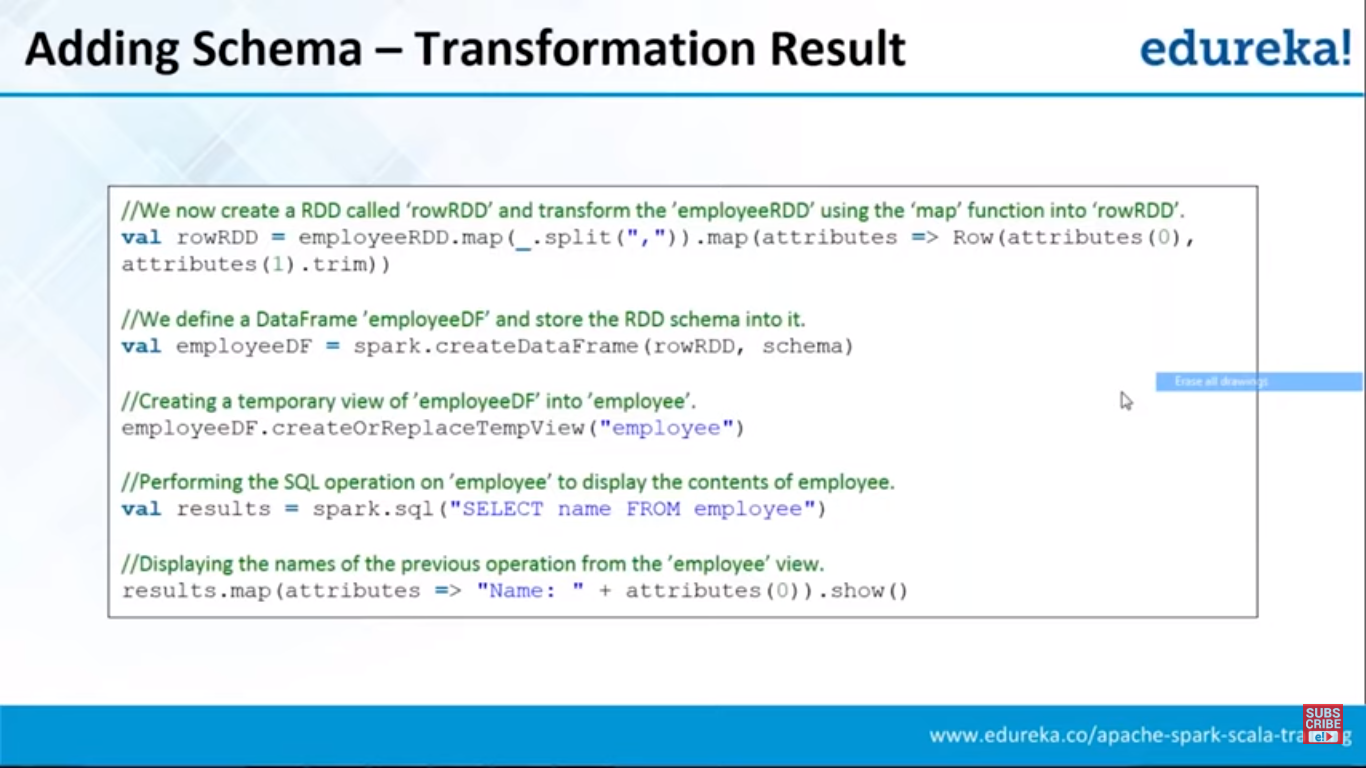 Adding Schema – Transformation Result
edureka!
//We now create a RDD called ‘rowRDD’ and transform the ’employeeRDD’ using the ‘map’ function into ‘rowRDD’.
val rowRDD = employeeRDD.map(_.split(",")).map(attributes => Row(attributes(0),
attributes(1).trim))
//We define a DataFrame ’employeeDF’ and store the RDD schema into it.
val employeeDF = spark.createDataFrame(rowRDD, schema)
Erase all drawings
//Creating a temporary view of ’employeeDF’ into ’employee’.
employeeDF.createOrReplaceTempView("employee")
//Performing the SQL operation on ’employee’ to display the contents of employee.
val results = spark.sql("SELECT name FROM employee")
//Displaying the names of the previous operation from the ’employee’ view.
results.map(attributes => "Name: " + attributes(0)).show()
SUBS
CRIBE
e!
www.edureka.co/apache-spark-scala-tra g